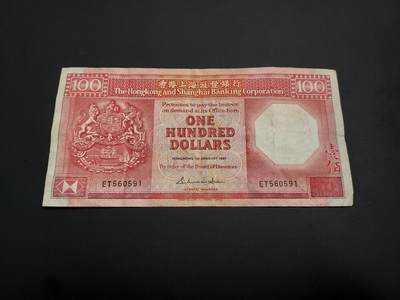 100 香港上海滙豐銀行 100
The Hongkong and Shanghai Banking Corporation
Promises to pay the bearer
on demand at its Office here
ONE
HUNDRED
DOLLARS
By order of the Board of Directors
ET560591 ET560591